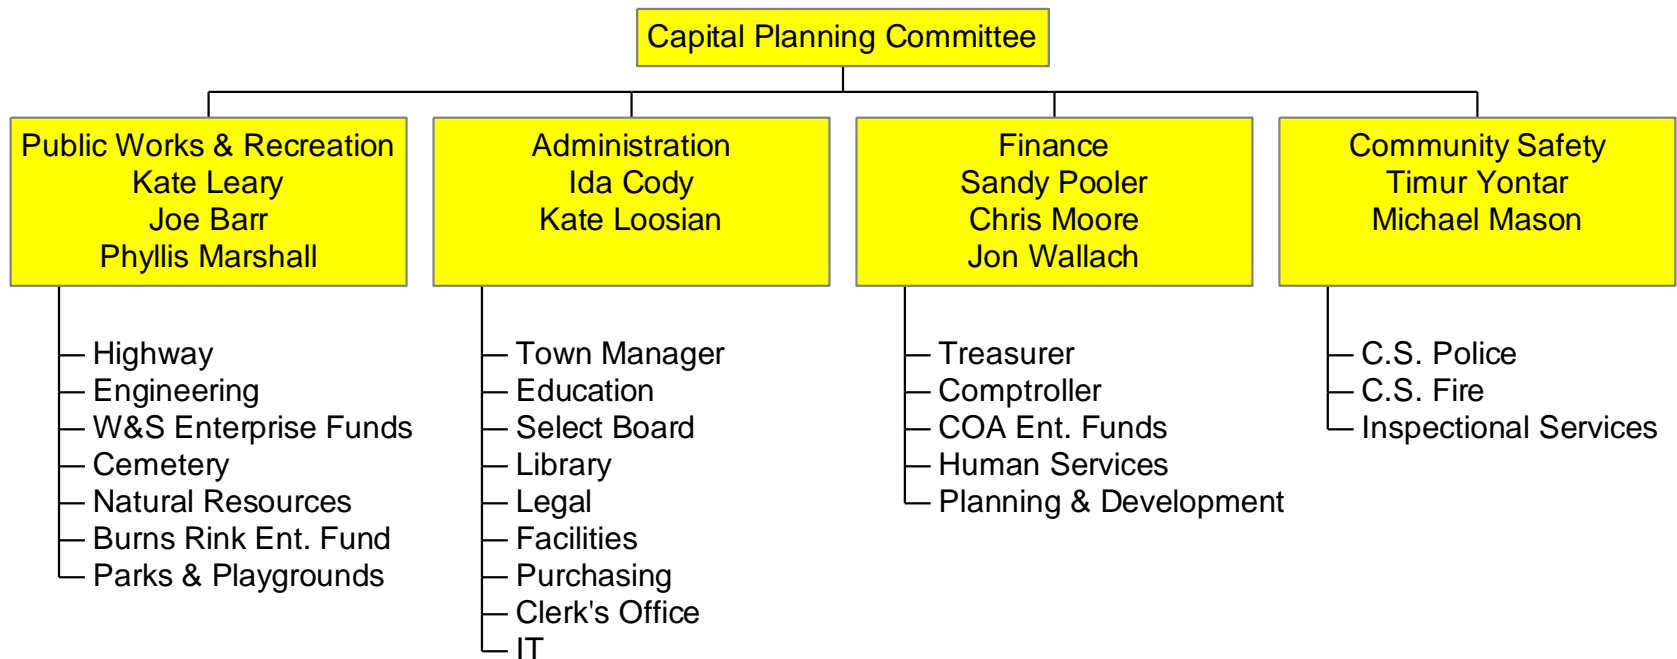 Capital Planning Committee
Public Works & Recreation
Kate Leary
Joe Barr
Phyllis Marshall
Highway
Engineering
W&S Enterprise Funds
Cemetery
Natural Resources
Burns Rink Ent. Fund
Parks & Playgrounds
Administration
Ida Cody
Kate Loosian
Town Manager
Education
Select Board
Library
Legal
Facilities
Purchasing
Clerk's Office
IT
Finance
Sandy Pooler
Chris Moore
Jon Wallach
Treasurer
Comptroller
COA Ent. Funds
Human Services
Planning & Development
Community Safety
Timur Yontar
Michael Mason
C.S. Police
C.S. Fire
Inspectional Services